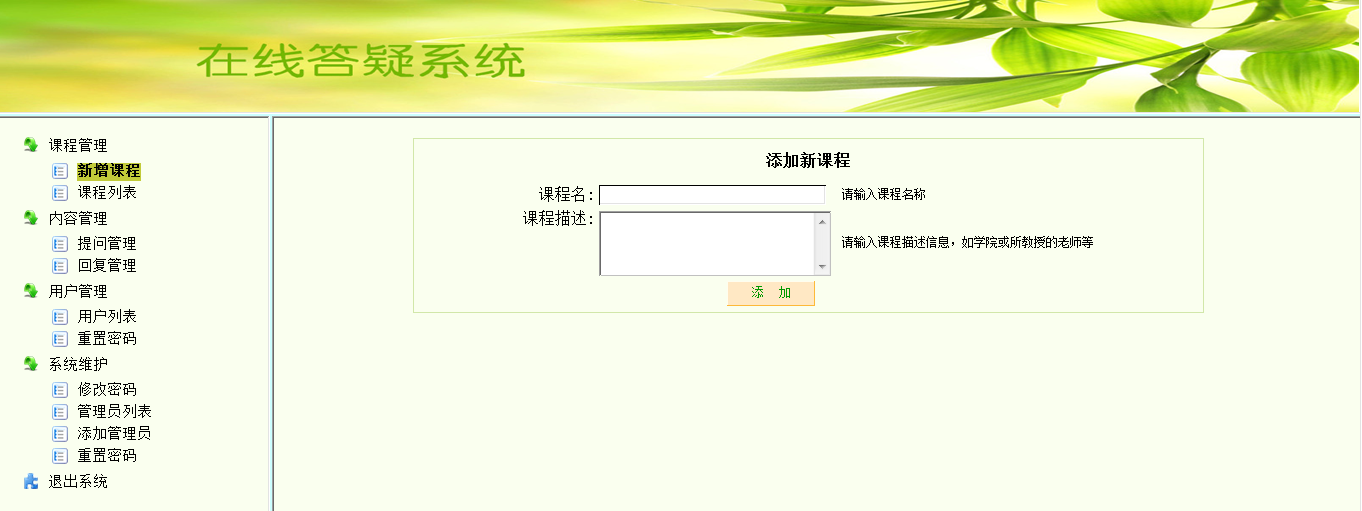 在线答疑系统
课程管理
新增课程
课程列表
内容管理
提问管理
回复管理
用户管理
用户列表
重置密码
系统维护
修改密码
管理员列表
添加管理员
重置密码
退出系统
添加新课程
课程名: 请输入课程名称
课程描述: 请输入课程描述信息，如学院或所教授的老师等
添 加